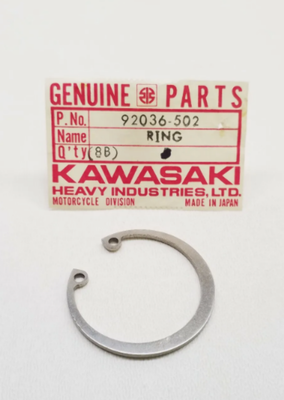 GENUINE PARTS
P. No. 92036-502
Name RING
Q'ty (8B)
KAWASAKI
HEAVY INDUSTRIES, LTD.
MOTORCYCLE DIVISION MADE IN JAPAN